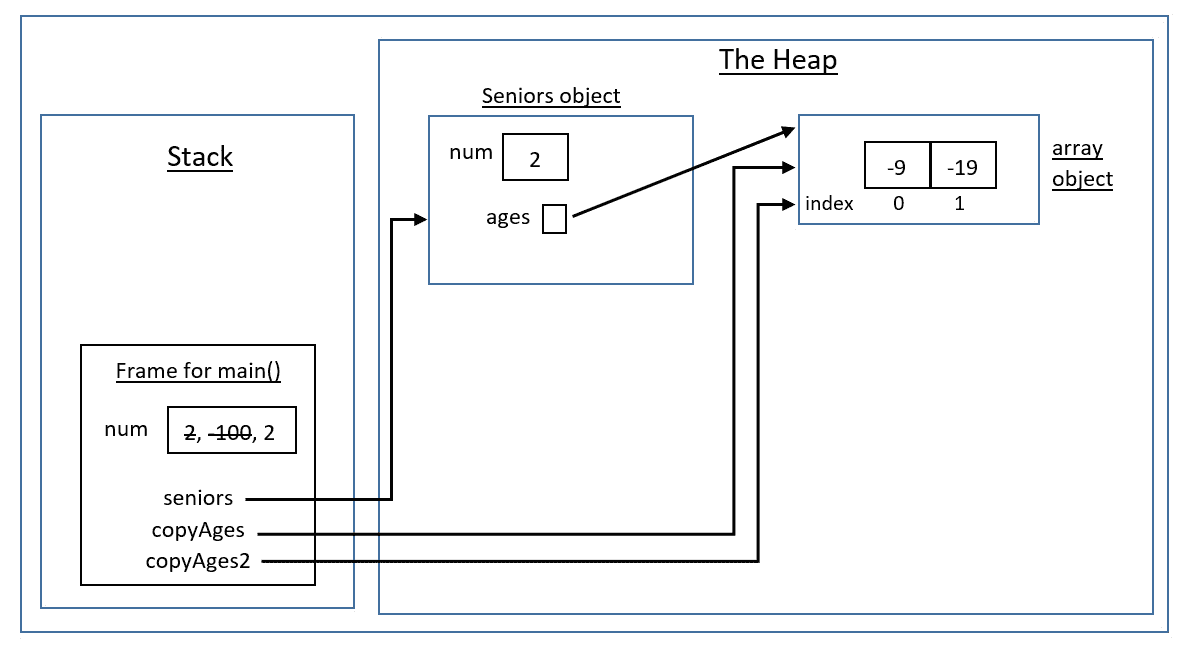 The Heap
Seniors object
Stack
num 2
ages
-9 -19
index 0 1
array
object
Frame for main()
num 2, -100, 2
seniors
copyAges
copyAges2